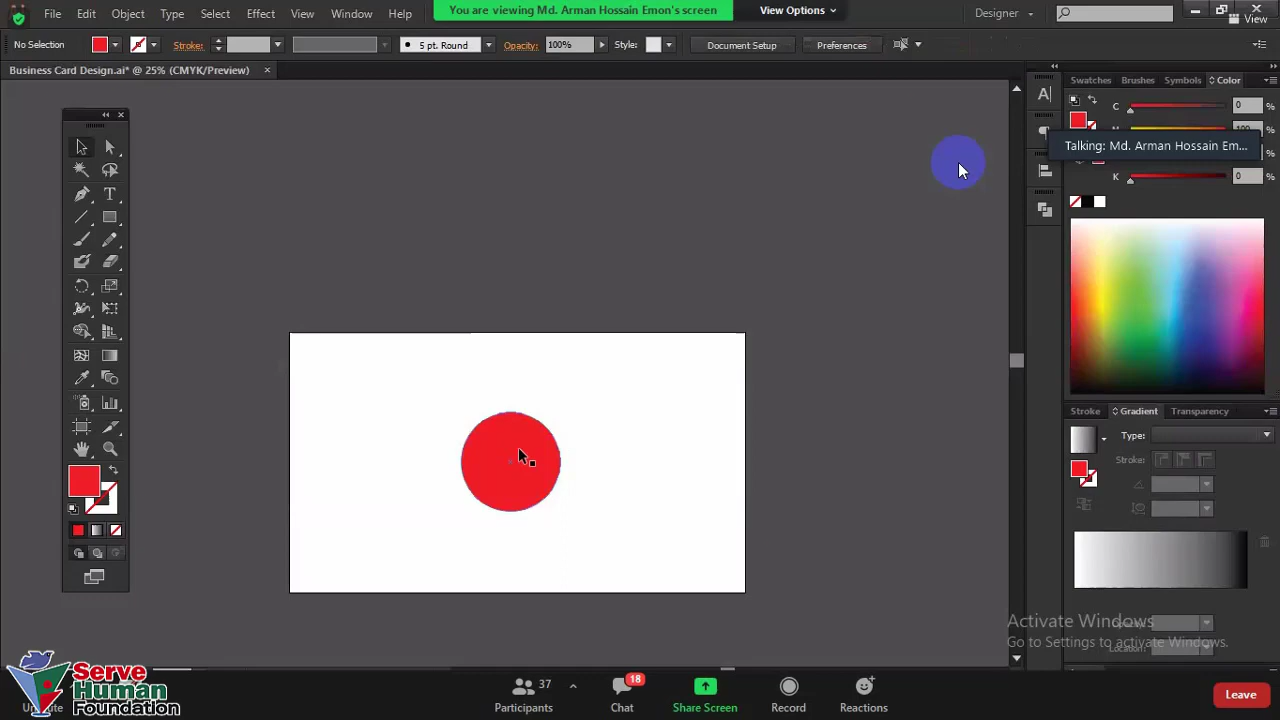 You are viewing Md. Arman Hossain Emon's screen
View Options
File Edit Object Type Select Effect View Window Help
Designer
View
No Selection
Stroke:
5 pt. Round
Opacity: 100%
Style:
Document Setup
Preferences
Business Card Design.ai* @ 25% (CMYK/Preview)
Swatches Brushes Symbols Color
C 0 %
100 %
Talking: Md. Arman Hossain Em...
%
K 0 %
Stroke Gradient Transparency
Type:
Stroke:
Location:
Activate Windows
Go to Settings to activate Windows.
Serve
Human
Foundation
37
Participants
18
Chat
Share Screen
Record
Reactions
Leave